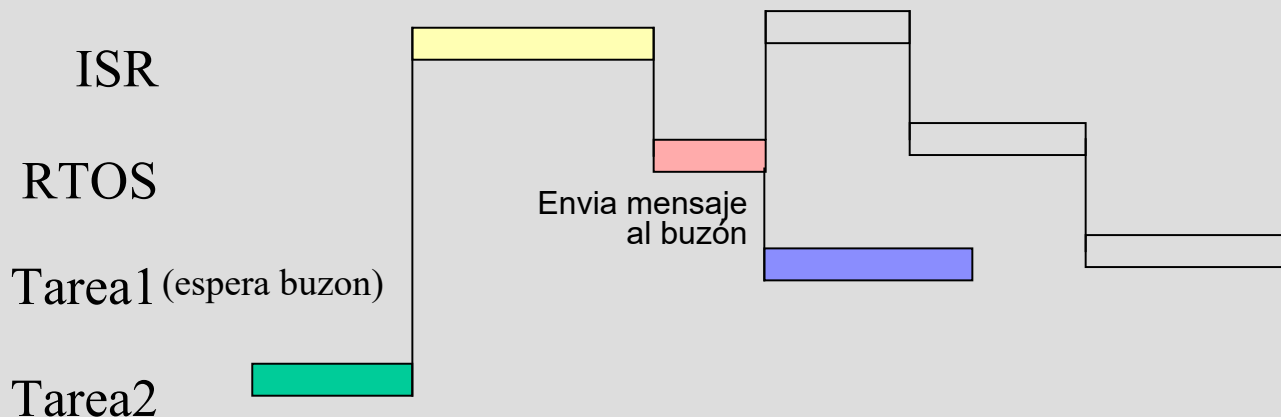 ISR
RTOS
Envia mensaje
al buzón
Tarea1 (espera buzon)
Tarea2